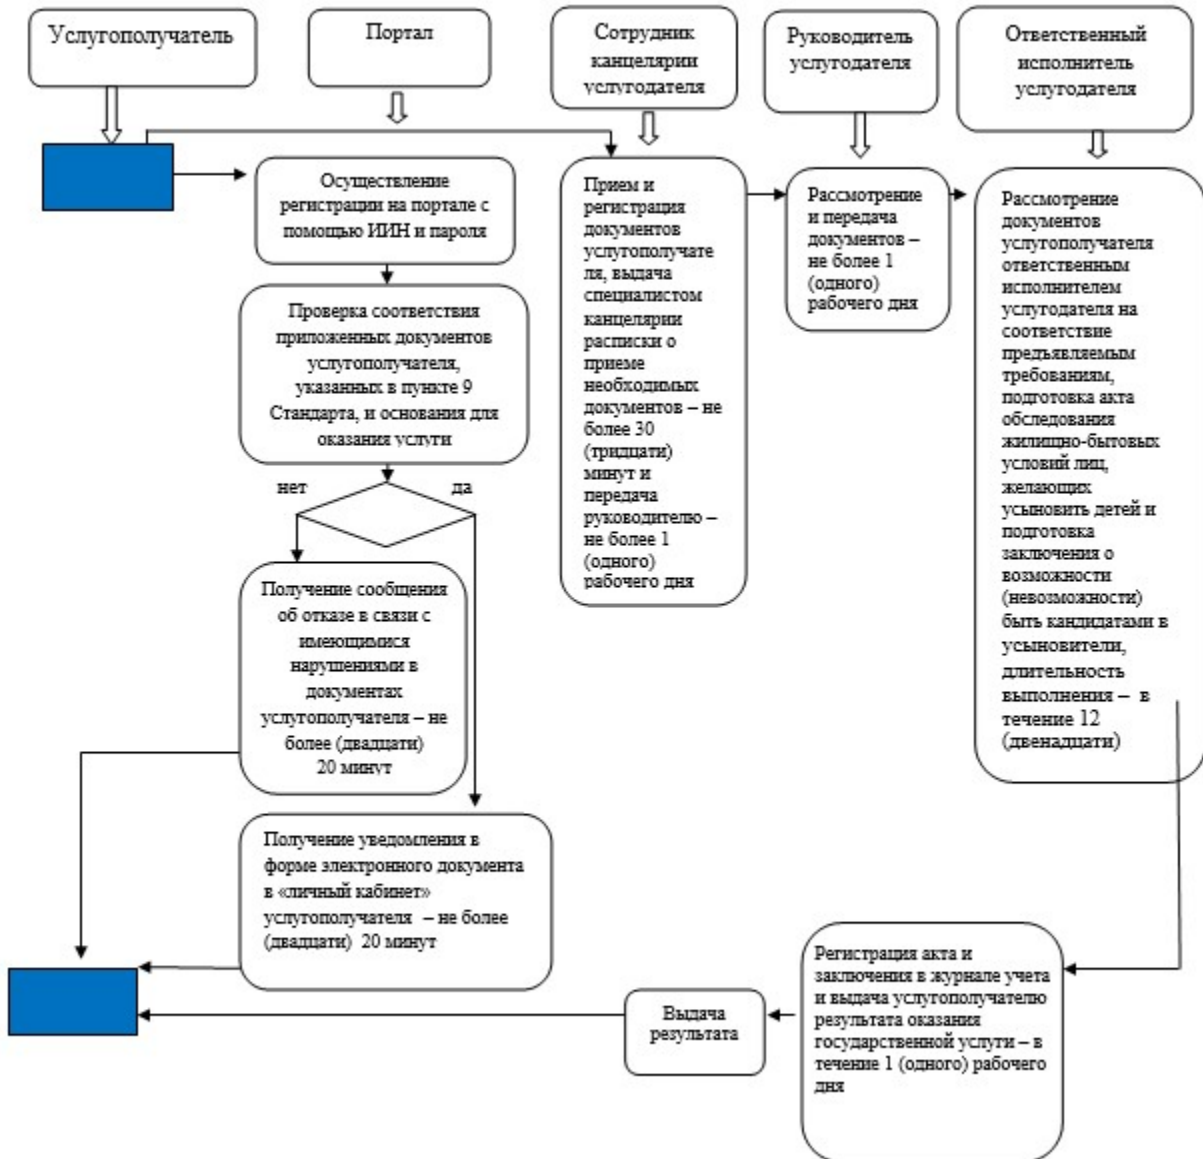 Услугополучатель
Портал
Сотрудник
канцелярии
услугодателя
Руководитель
услугодателя
Ответственный
исполнитель
услугодателя
Осуществление
регистрации на портале с
помощью ИИН и пароля
Проверка соответствия
приложенных документов
услугополучателя,
указанных в пункте 9
Стандарта, и основания для
оказания услуги
нет
да
Получение сообщения
об отказе в связи с
имеющимися
нарушениями в
документах
услугополучателя – не
более (двадцати)
20 минут
Получение уведомления в
форме электронного документа
в «личный кабинет»
услугополучателя – не более
(двадцати) 20 минут
Прием и
регистрация
документов
услугополучате
ля, выдача
специалистом
канцелярии
расписки о
приеме
необходимых
документов – не
более 30
(тридцати)
минут и
передача
руководителю –
не более 1
(одного)
рабочего дня
Рассмотрение
и передача
документов –
не более 1
(одного)
рабочего дня
Рассмотрение
документов
услугополучателя
ответственным
исполнителем
услугодателя на
соответствие
предъявляемым
требованиям,
подготовка акта
обследования
жилищно-бытовых
условий лиц,
желающих
усыновить детей и
подготовка
заключения о
возможности
(невозможности)
быть кандидатами в
усыновители,
длительность
выполнения – в
течение 12
(двенадцати)
Регистрация акта и
заключения в журнале учета
и выдача услугополучателю
результата оказания
государственной услуги – в
течение 1 (одного) рабочего
дня
Выдача
результата